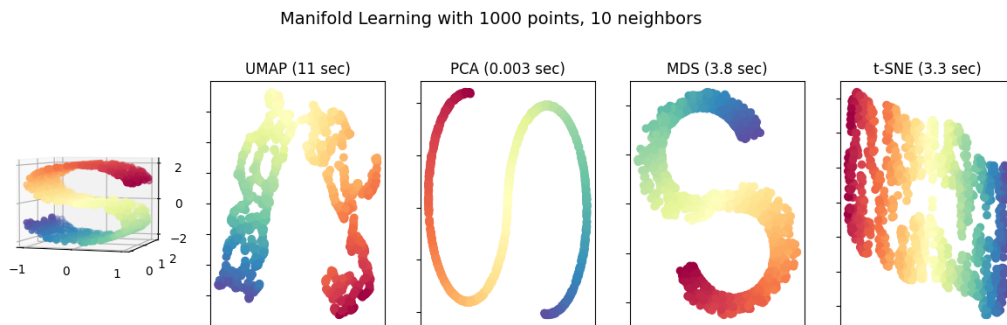 Manifold Learning with 1000 points, 10 neighbors
UMAP (11 sec)
PCA (0.003 sec)
MDS (3.8 sec)
t-SNE (3.3 sec)
2
0
−2
−1
0
1
0
1
2